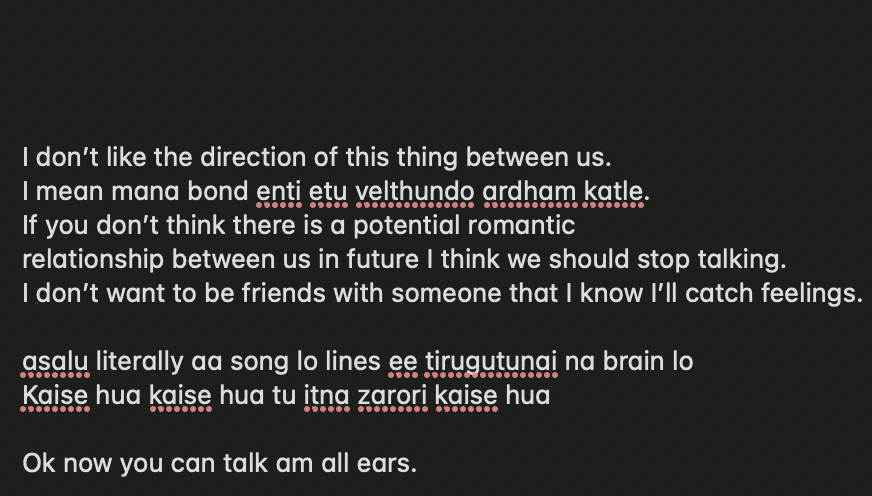 I don't like the direction of this thing between us.
I mean mana bond enti etu velthundo ardham katle.
If you don't think there is a potential romantic
relationship between us in future I think we should stop talking.
I don't want to be friends with someone that I know I'll catch feelings.
asalu literally aa song lo lines ee tirugutunai na brain lo
Kaise hua kaise hua tu itna zarori kaise hua
Ok now you can talk am all ears.